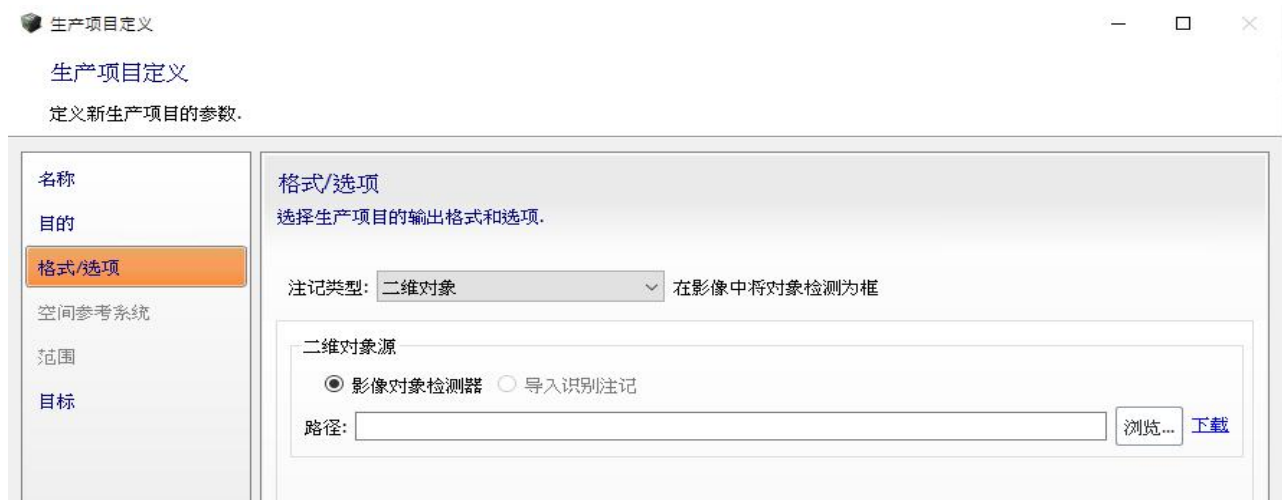 生产项目定义
生产项目定义
定义新生产项目的参数.
名称
目的
格式/选项
空间参考系统
范围
目标
格式/选项
选择生产项目的输出格式和选项.
注记类型: 二维对象 在影像中将对象检测为框
二维对象源
影像对象检测器 导入识别注记
路径: 浏览... 下载